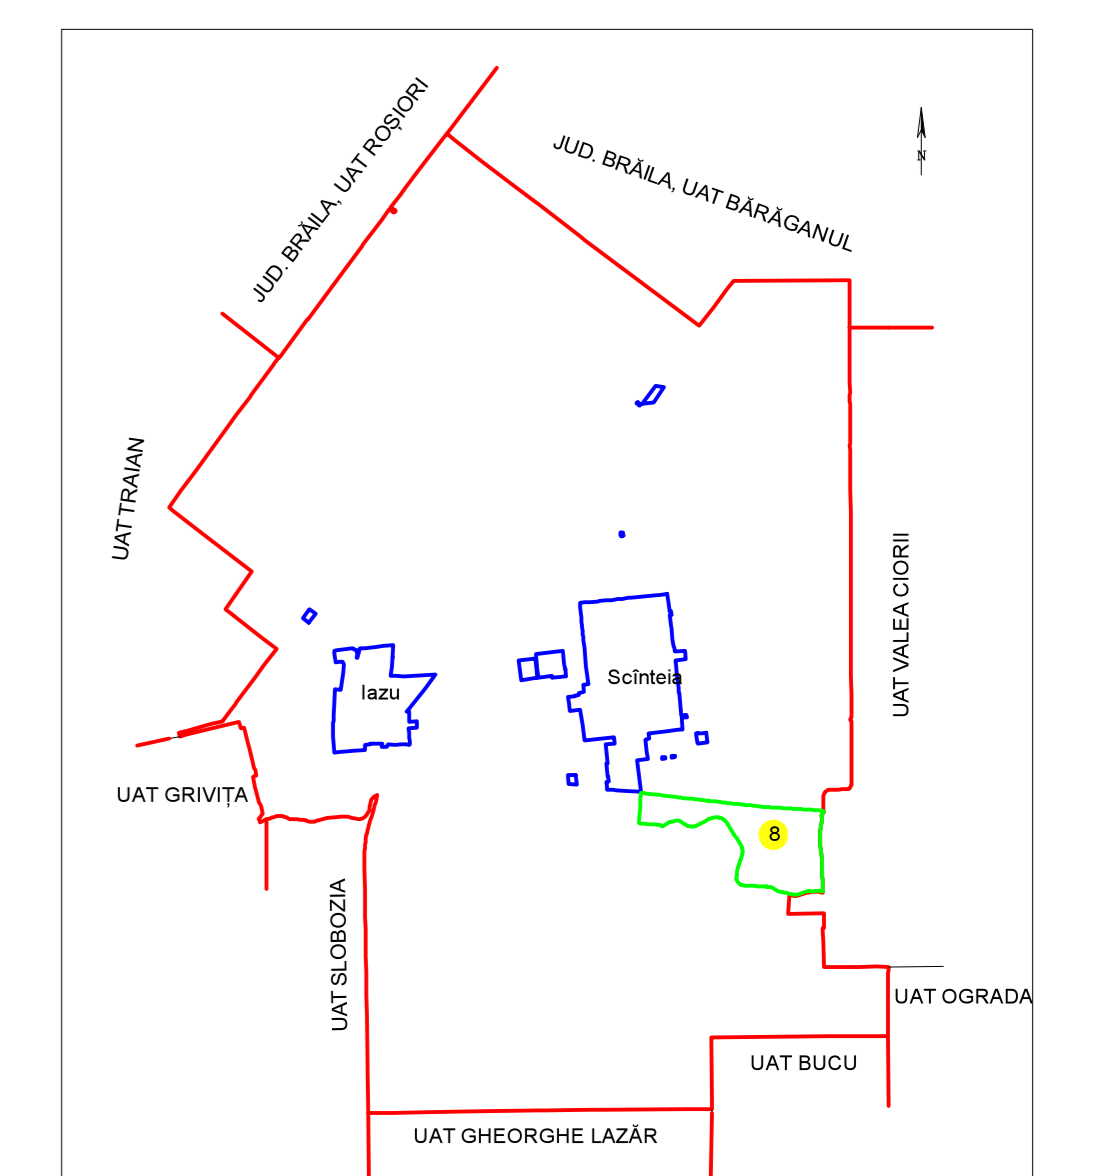 JUD. BRĂILA, UAT ROȘIORI
JUD. BRĂILA, UAT BĂRĂGANUL
N
UAT TRAIAN
UAT VALEA CIORII
Scînteia
Iazu
UAT GRIVIȚA
8
UAT SLOBOZIA
UAT OGRADA
UAT BUCU
UAT GHEORGHE LAZĂR